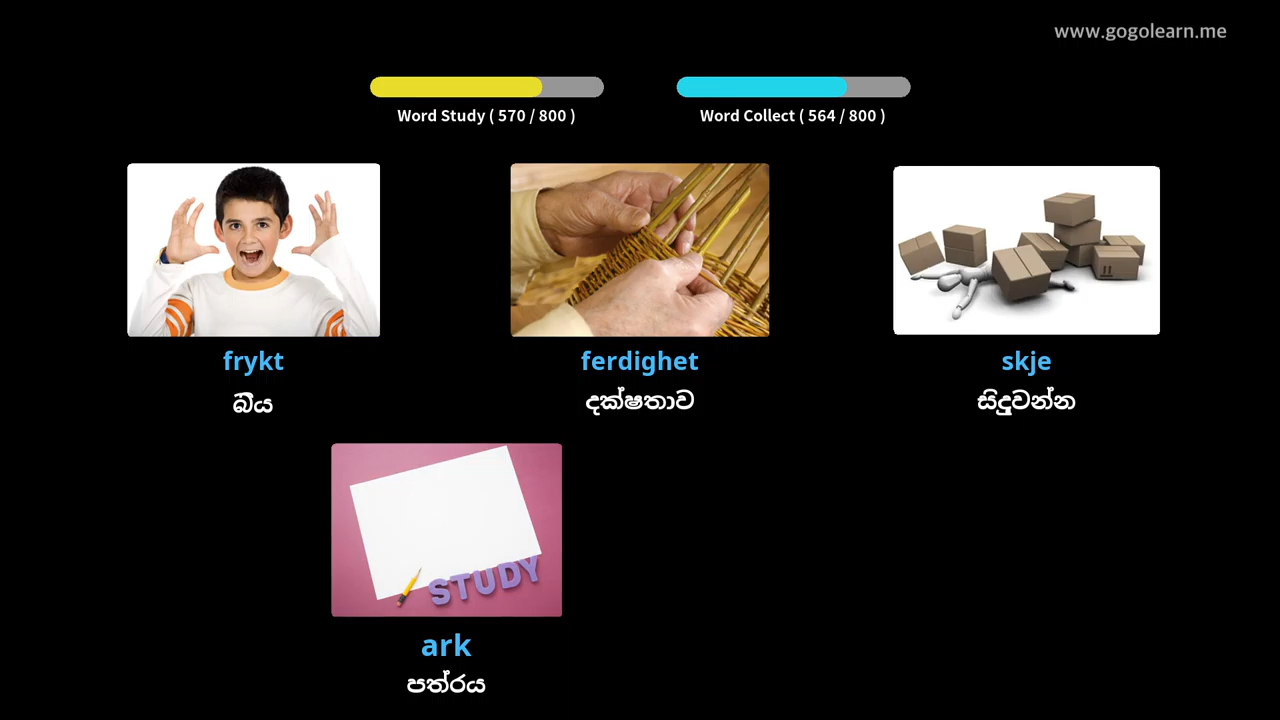 www.gogolearn.me
Word Study ( 570 / 800 )
Word Collect ( 564 / 800 )
frykt
ferdighet
skje
බිය
දක්ෂතාව
සිදුවන්න
STUDY
ark
පත්රය